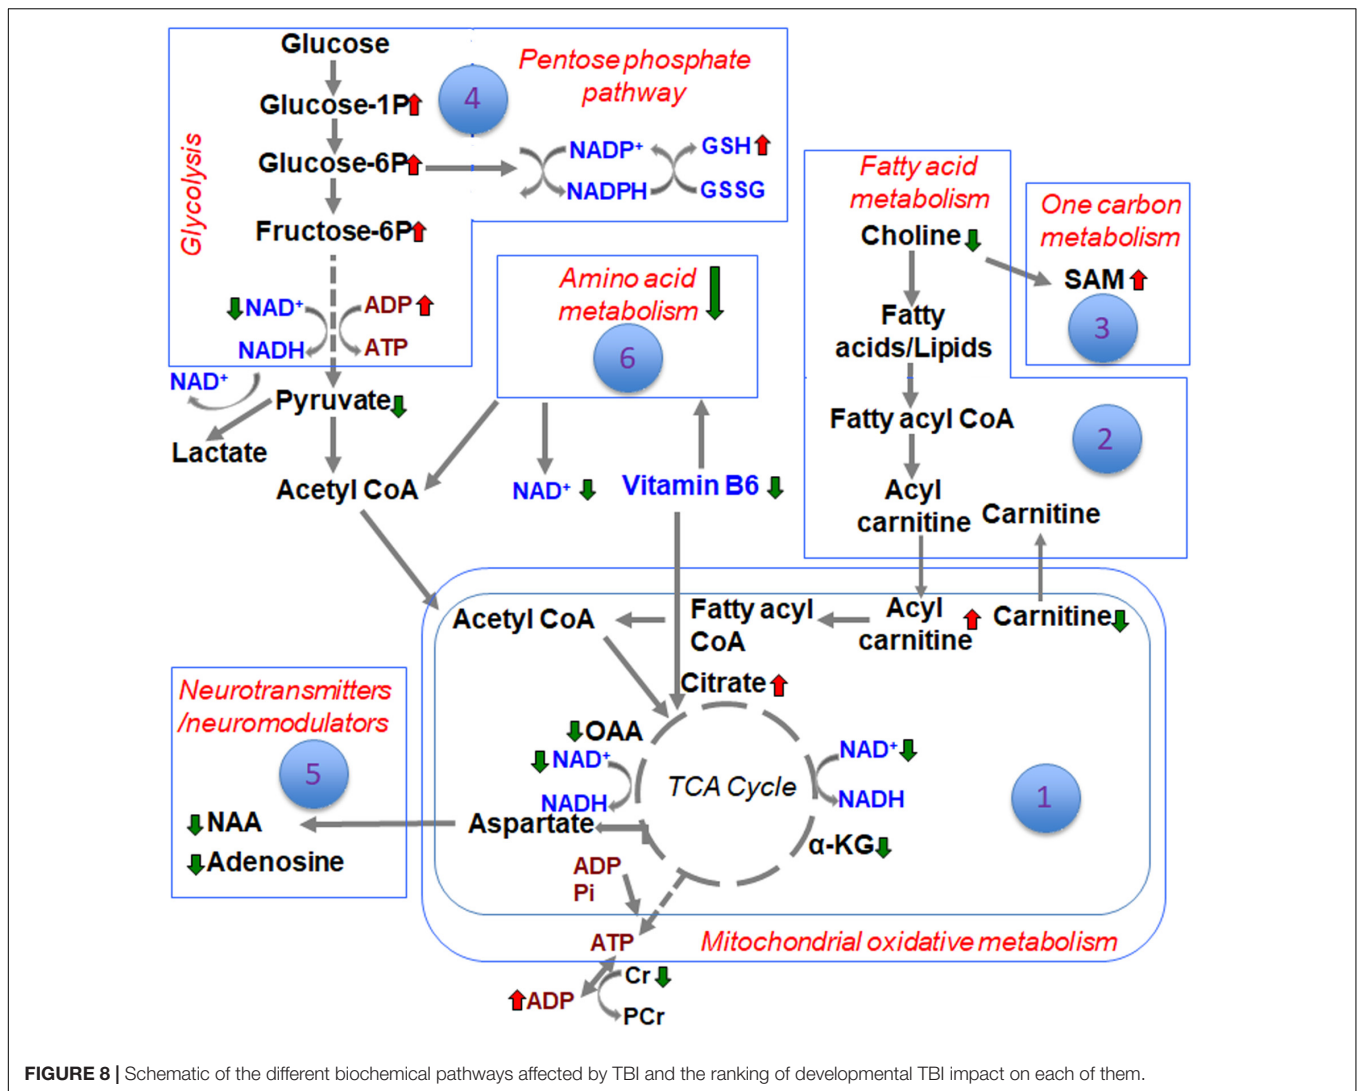 Glucose
Glucose-1P
Glucose-6P
Fructose-6P
Glycolysis
NAD+
NADH
ADP
ATP
4
Pentose phosphate
pathway
NADP+
NADPH
GSH
GSSG
NAD+
Pyruvate
Lactate
Acetyl CoA
Amino acid
metabolism
6
NAD+
Vitamin B6
Fatty acid
metabolism
Choline
Fatty
acids/Lipids
Fatty acyl CoA
Acyl
carnitine
Carnitine
2
One carbon
metabolism
SAM
3
Acetyl CoA
Fatty acyl
CoA
Acyl
carnitine
Carnitine
Citrate
OAA
NAD+
NADH
TCA Cycle
NAD+
NADH
α-KG
1
Aspartate
ADP
Pi
ATP
Mitochondrial oxidative metabolism
Cr
ADP
PCr
Neurotransmitters
/neuromodulators
5
NAA
Adenosine
FIGURE 8 | Schematic of the different biochemical pathways affected by TBI and the ranking of developmental TBI impact on each of them.